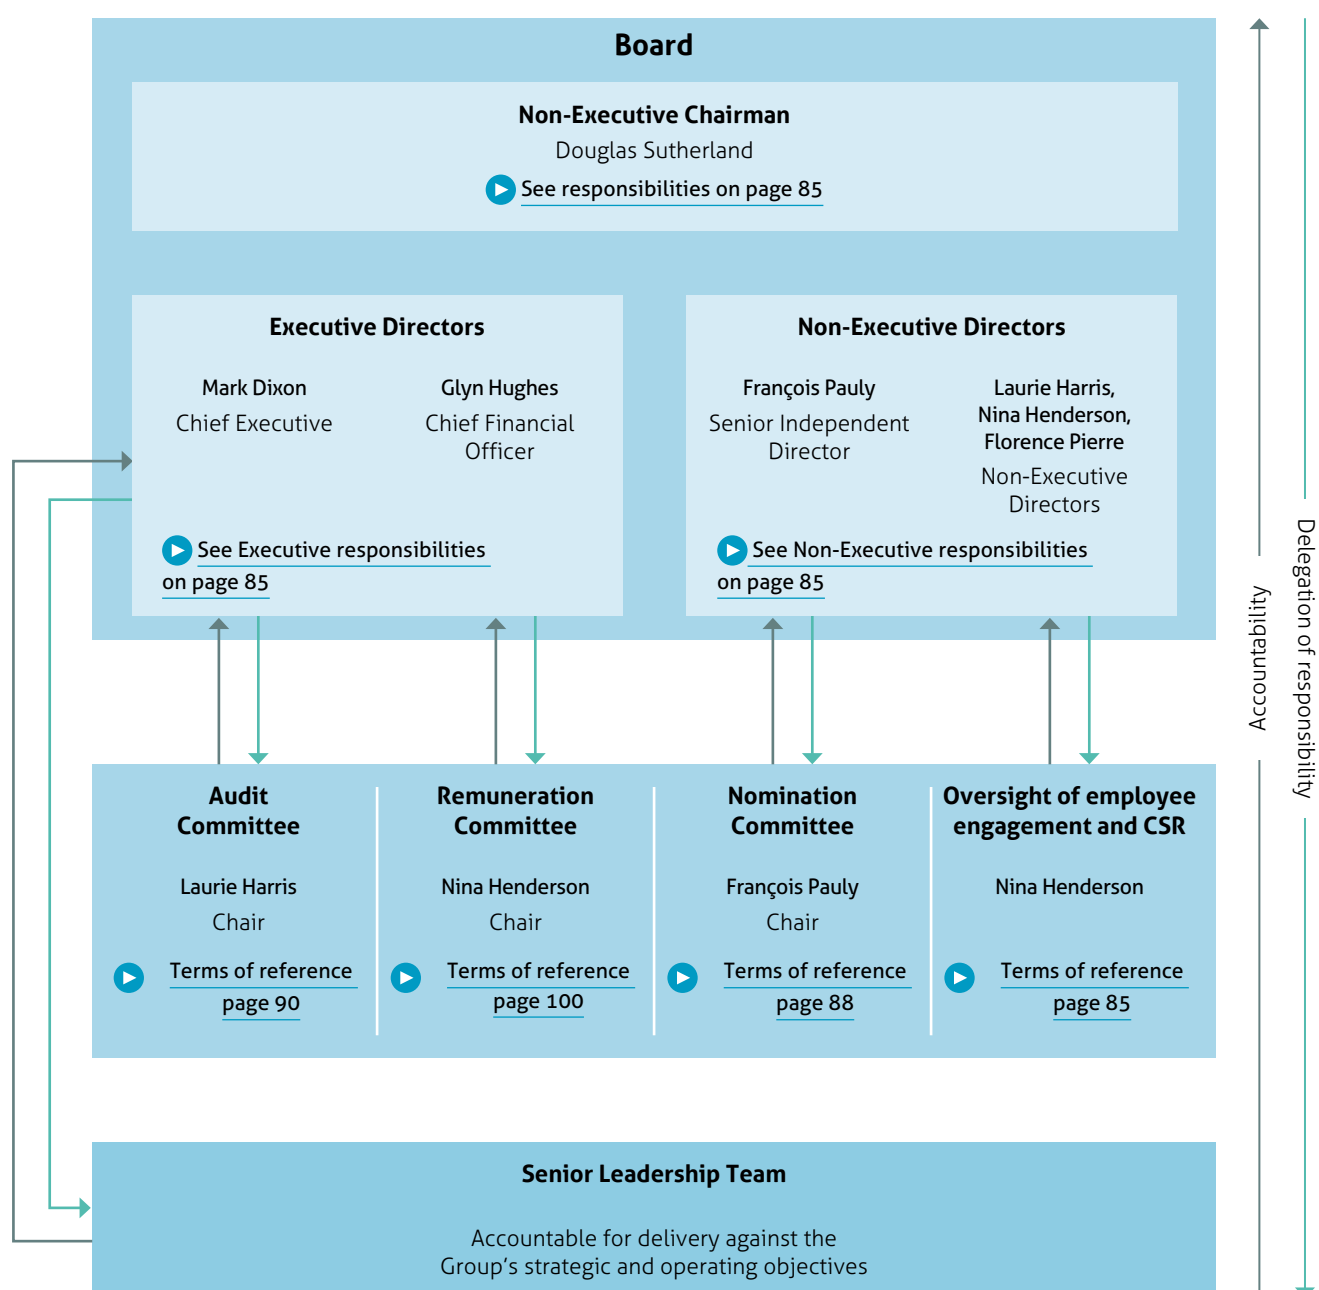 Board
Non-Executive Chairman
Douglas Sutherland
See responsibilities on page 85
Executive Directors
Mark Dixon
Chief Executive
Glyn Hughes
Chief Financial
Officer
See Executive responsibilities
on page 85
Non-Executive Directors
François Pauly
Senior Independent
Director
Laurie Harris,
Nina Henderson,
Florence Pierre
Non-Executive
Directors
See Non-Executive responsibilities
on page 85
Audit
Committee
Laurie Harris
Chair
Terms of reference
page 90
Remuneration
Committee
Nina Henderson
Chair
Terms of reference
page 100
Nomination
Committee
François Pauly
Chair
Terms of reference
page 88
Oversight of employee
engagement and CSR
Nina Henderson
Terms of reference
page 85
Senior Leadership Team
Accountable for delivery against the
Group’s strategic and operating objectives
Accountability
Delegation of responsibility